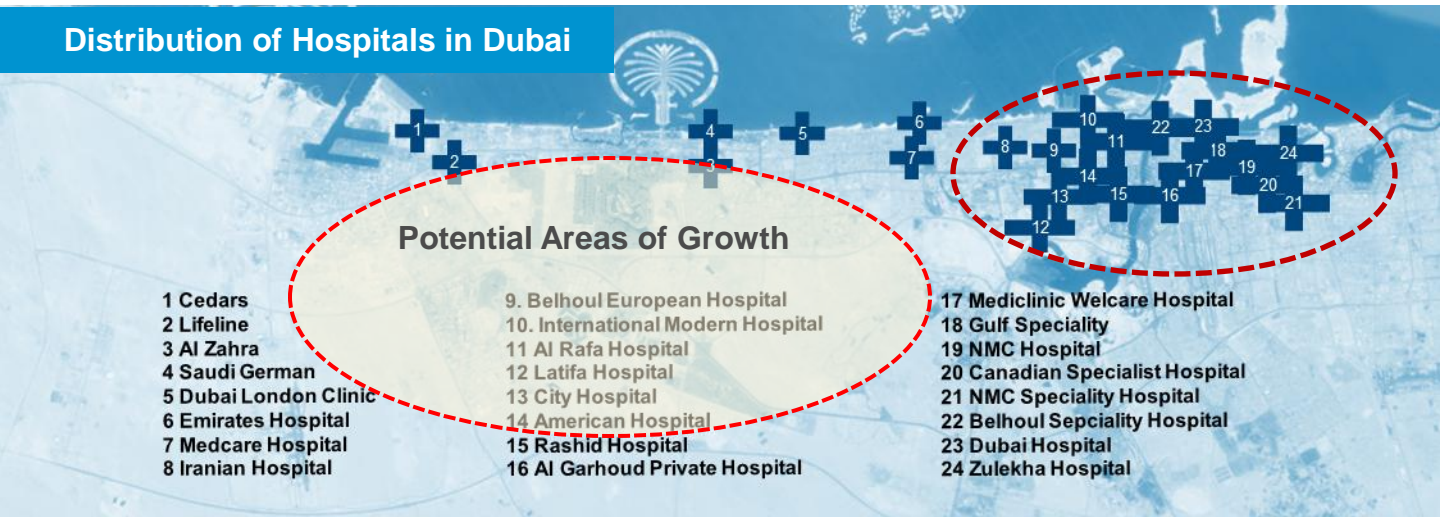 Distribution of Hospitals in Dubai
1
2
3
4
5
6
7
8
9
10
11
12
13
14
15
16
17
18
19
20
21
22
23
24
Potential Areas of Growth
1 Cedars
2 Lifeline
3 Al Zahra
4 Saudi German
5 Dubai London Clinic
6 Emirates Hospital
7 Medcare Hospital
8 Iranian Hospital
9. Belhoul European Hospital
10. International Modern Hospital
11 Al Rafa Hospital
12 Latifa Hospital
13 City Hospital
14 American Hospital
15 Rashid Hospital
16 Al Garhoud Private Hospital
17 Mediclinic Welcare Hospital
18 Gulf Speciality
19 NMC Hospital
20 Canadian Specialist Hospital
21 NMC Speciality Hospital
22 Belhoul Sepciality Hospital
23 Dubai Hospital
24 Zulekha Hospital